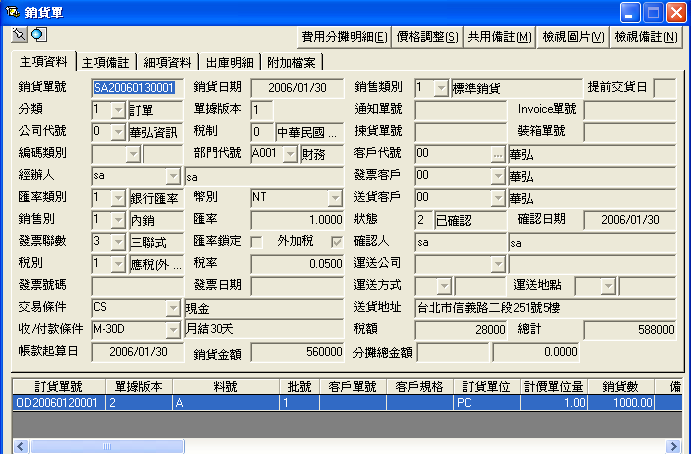 銷貨單
費用分攤明細(E) 價格調整(S) 共用備註(M) 檢視圖片(V) 檢視備註(N)
主項資料 主項備註 細項資料 出庫明細 附加檔案
銷貨單號 SA20060130001 銷貨日期 2006/01/30 銷售類別 1 標準銷貨 提前交貨日
分類 1 訂單 單據版本 1 通知單號 Invoice單號
公司代號 0 華弘資訊 稅制 0 中華民國 ... 揀貨單號 裝箱單號
編碼類別 部門代號 A001 財務 客戶代號 00 ... 華弘
經辦人 sa sa 發票客戶 00 華弘
匯率類別 1 銀行匯率 幣別 NT 送貨客戶 00 華弘
銷售別 1 內銷 匯率 1.0000 狀態 2 已確認 確認日期 2006/01/30
發票聯數 3 三聯式 匯率鎖定 外加稅 確認人 sa sa
稅別 1 應稅(外 ... 稅率 0.0500 運送公司
發票號碼 發票日期 運送方式 運送地點
交易條件 CS 現金 送貨地址 台北市信義路二段251號5樓
收/付款條件 M-30D 月結30天 稅額 28000 總計 588000
帳款起算日 2006/01/30 銷貨金額 560000 分攤總金額 0.0000
訂貨單號 單據版本 料號 批號 客戶單號 客戶規格 訂貨單位 計價單位量 銷貨數 備
OD20060120001 2 A 1 PC 1.00 1000.00